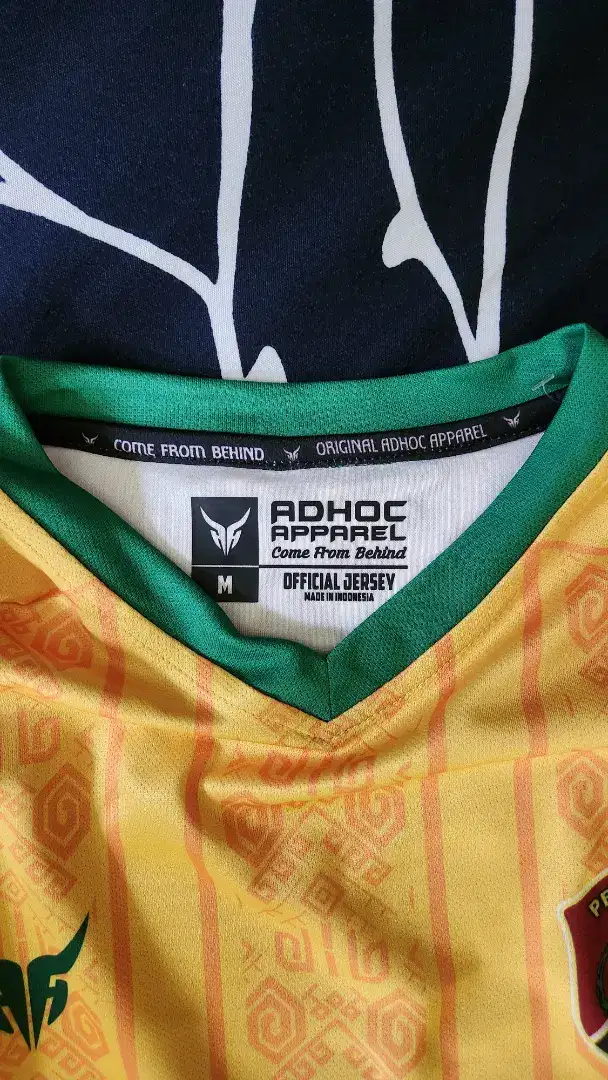 COME FROM BEHIND ORIGINAL ADHOC APPAREL
ADHOC
APPAREL
Come From Behind
M
OFFICIAL JERSEY
MADE IN INDONESIA